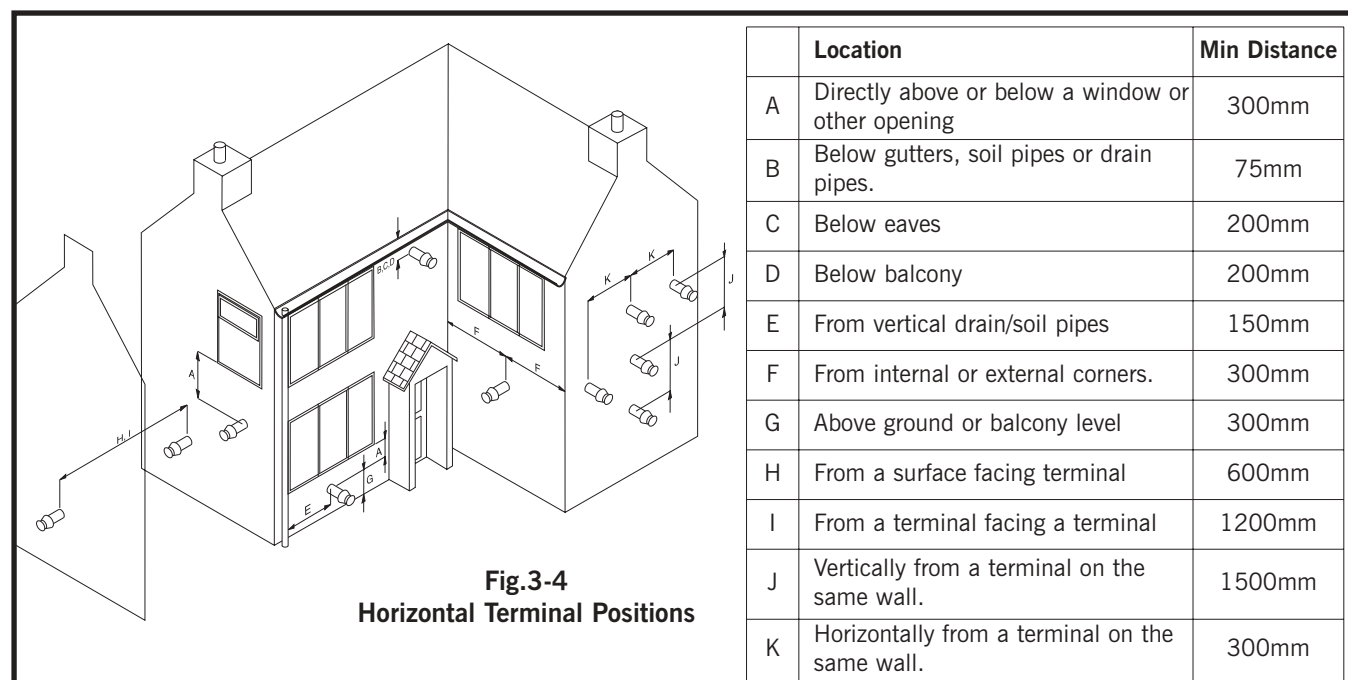 B,C,D
K
K
J
F
F
J
A
H, I
A
G
E
Fig.3-4
Horizontal Terminal Positions
Location Min Distance
A Directly above or below a window or
other opening 300mm
B Below gutters, soil pipes or drain
pipes. 75mm
C Below eaves 200mm
D Below balcony 200mm
E From vertical drain/soil pipes 150mm
F From internal or external corners. 300mm
G Above ground or balcony level 300mm
H From a surface facing terminal 600mm
I From a terminal facing a terminal 1200mm
J Vertically from a terminal on the
same wall. 1500mm
K Horizontally from a terminal on the
same wall. 300mm